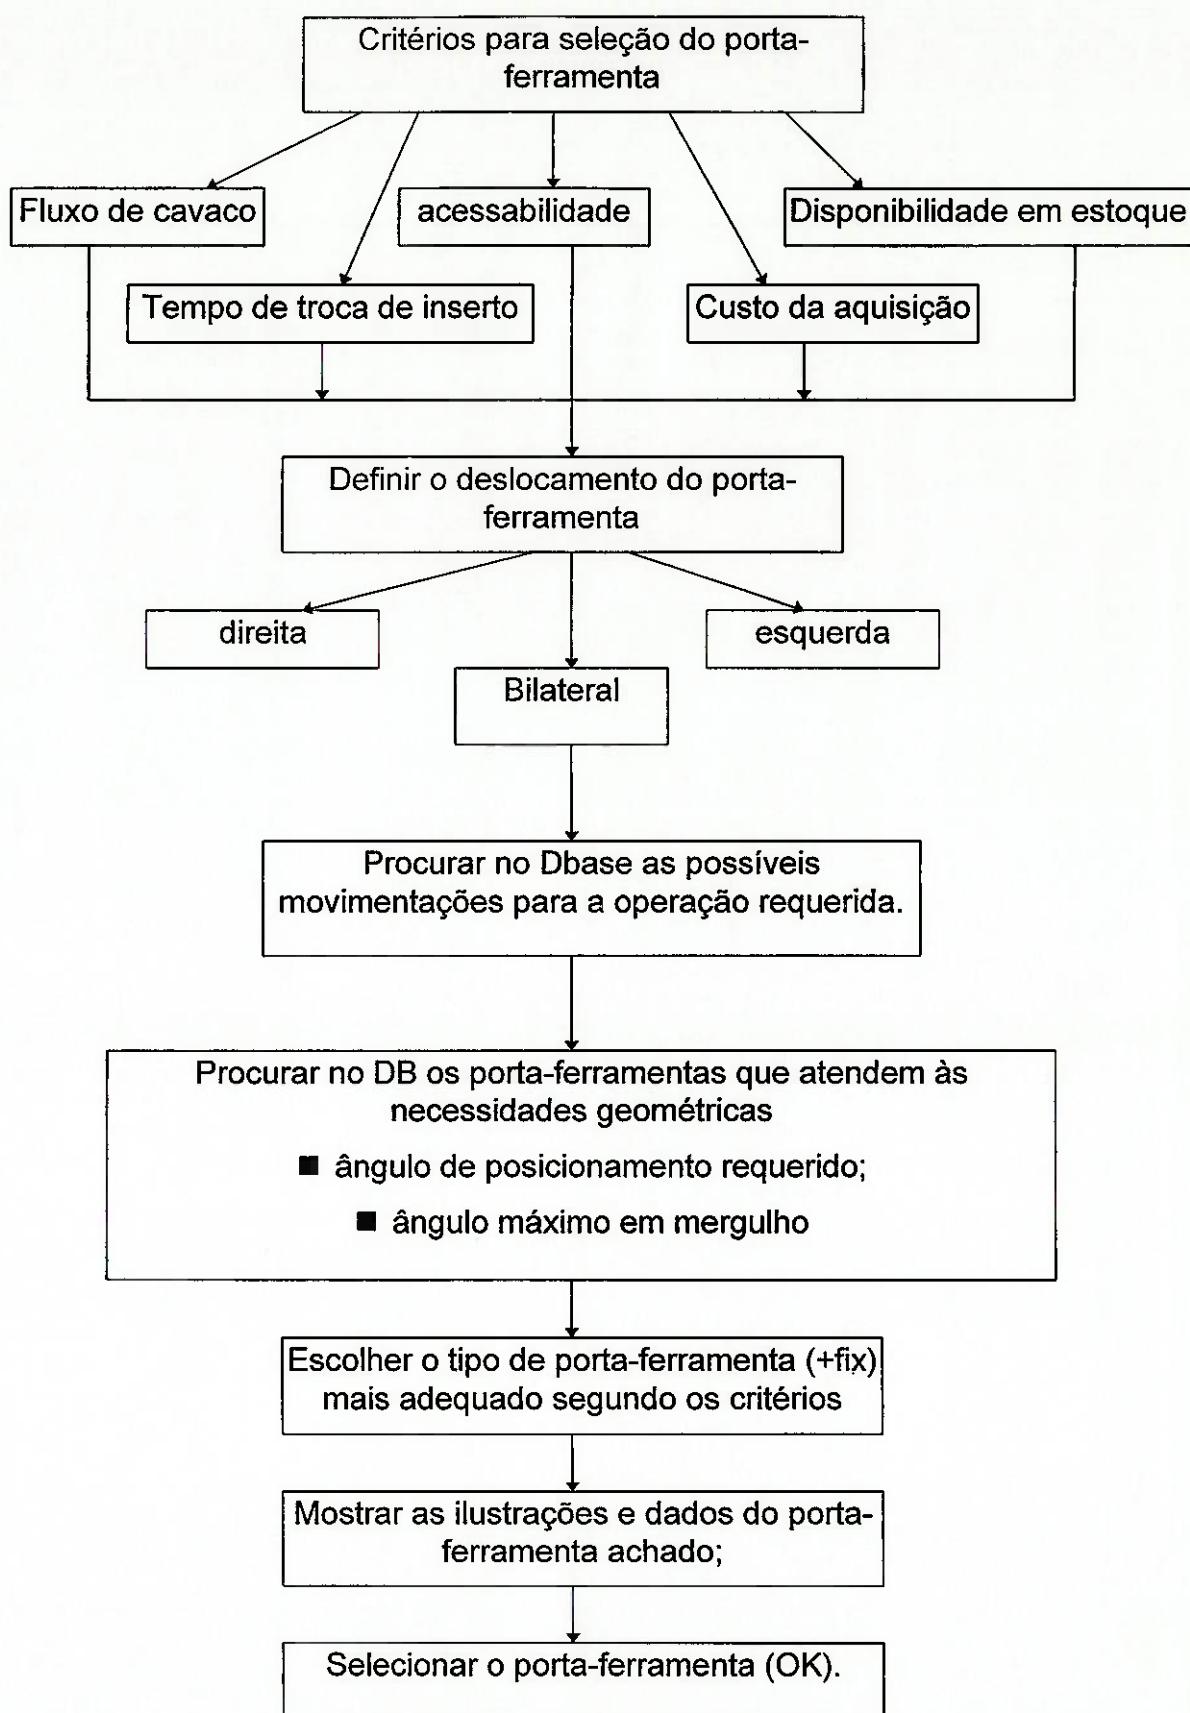 Critérios para seleção do porta-
ferramenta
Fluxo de cavaco
acessabilidade
Disponibilidade em estoque
Tempo de troca de inserto
Custo da aquisição
Definir o deslocamento do porta-
ferramenta
direita
esquerda
Bilateral
Procurar no Dbase as possíveis
movimentações para a operação requerida.
Procurar no DB os porta-ferramentas que atendem às
necessidades geométricas
■ ângulo de posicionamento requerido;
■ ângulo máximo em mergulho
Escolher o tipo de porta-ferramenta (+fix)
mais adequado segundo os critérios
Mostrar as ilustrações e dados do porta-
ferramenta achado;
Selecionar o porta-ferramenta (OK).